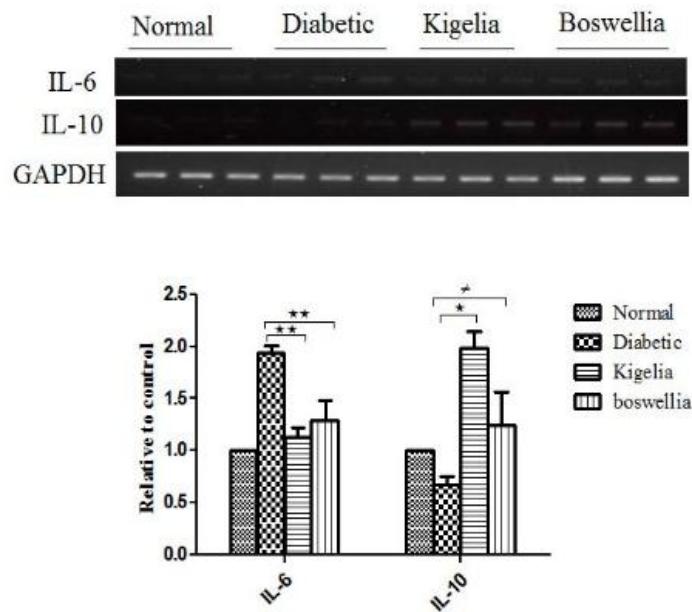 Normal Diabetic Kigelia Boswellia
IL-6
IL-10
GAPDH
2.5
2.0
1.5
1.0
0.5
0.0
Relative to control
★★
★★
≠
★
IL-6
IL-10
Normal
Diabetic
Kigelia
boswellia